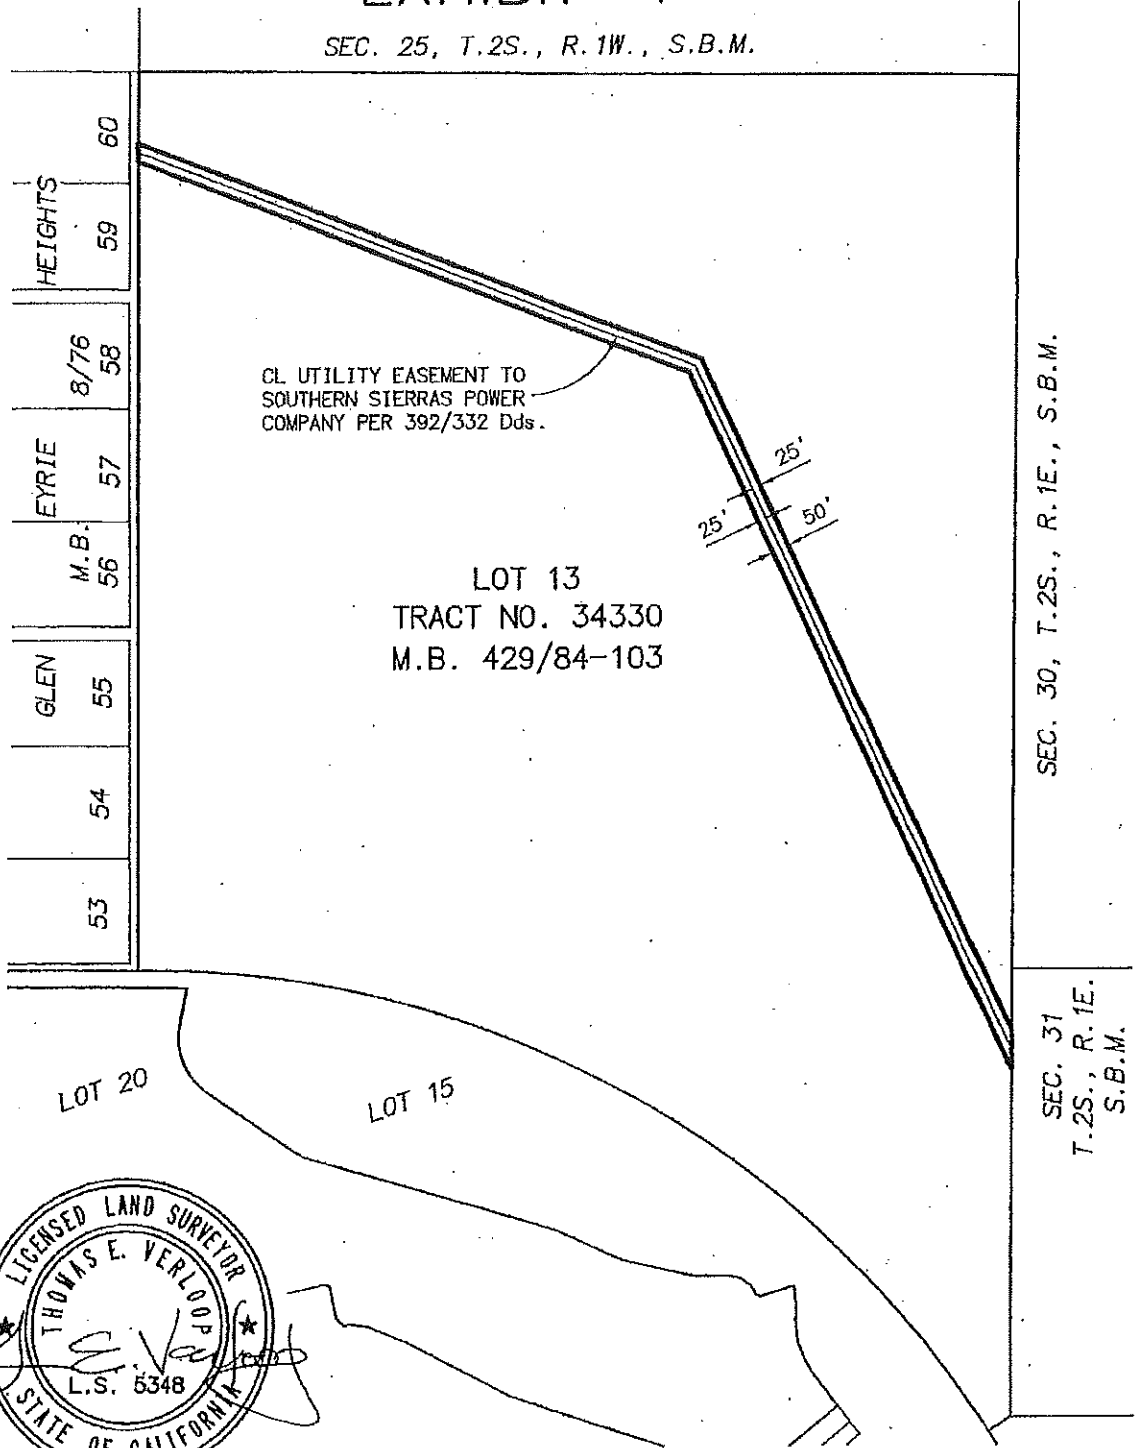 SEC. 25, T.2S., R.1W., S.B.M.
60
59
HEIGHTS
8/76
58
57
EYRIE
M.B.
56
GLEN
55
54
53
CL UTILITY EASEMENT TO
SOUTHERN SIERRAS POWER
COMPANY PER 392/332 Dds.
25'
25'
50'
LOT 13
TRACT NO. 34330
M.B. 429/84-103
SEC. 30, T.2S., R.1E., S.B.M.
SEC. 31
T.2S., R.1E.
S.B.M.
LOT 20
LOT 15
LICENSED LAND SURVEYOR
THOMAS E. VERLOOP
L.S. 5348
STATE OF CALIFORNIA